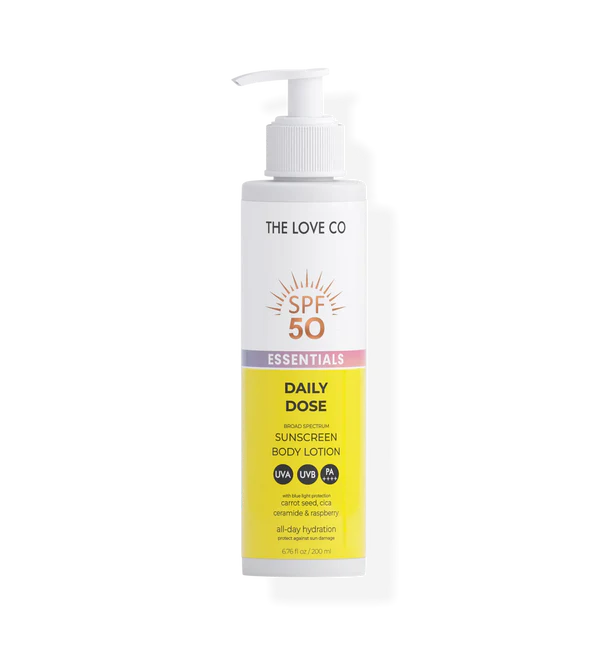 THE LOVE CO
SPF
50
ESSENTIALS
DAILY
DOSE
BROAD SPECTRUM
SUNSCREEN
BODY LOTION
UVA UVB PA
++++
with blue light protection
carrot seed, cica
ceramide & raspberry
all-day hydration
protect against sun damage
6.76 fl oz / 200 ml